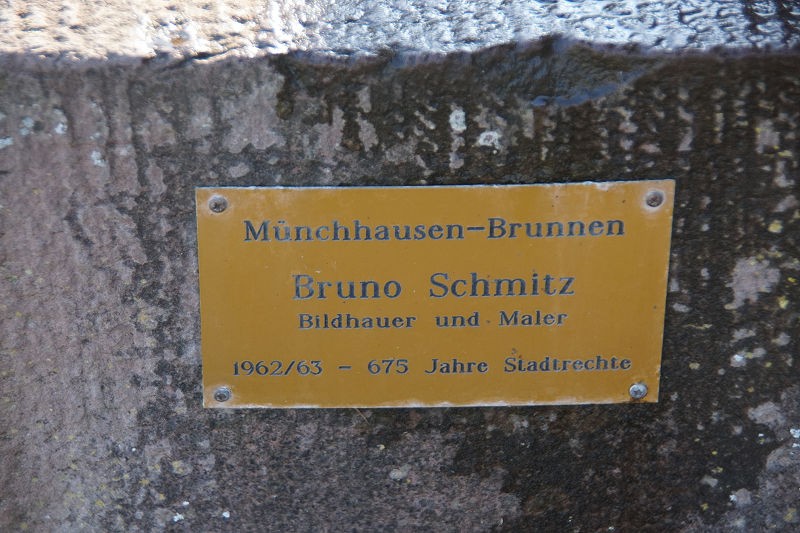 Münchhausen-Brunnen
Bruno Schmitz
Bildhauer und Maler
1962/63 - 675 Jahre Stadtrechte